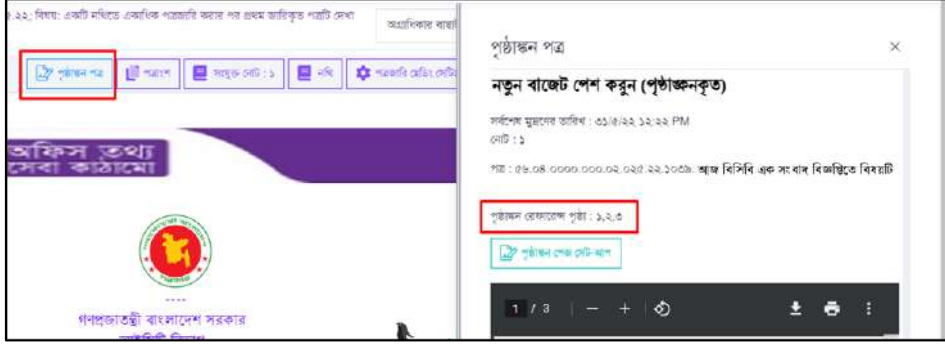 ৫.২২; বিষয়: একটি নথিতে একাধিক পত্রজারি করার পর প্রথম জারিকৃত পত্রটি দেখা
পৃষ্ঠাঙ্কন পত্র
পত্রাংশ
সংযুক্ত নোট : ১
নথি
পত্রজারি হেডিং সেটিং
অফিস তথ্য
সেবা কাঠামো
----
গণপ্রজাতন্ত্রী বাংলাদেশ সরকার
পৃষ্ঠাঙ্কন পত্র
×
নতুন বাজেট পেশ করুন (পৃষ্ঠাঙ্কনকৃত)
সর্বশেষ মুদ্রণের তারিখ : ৩১/৫/২২ ১২:২২ PM
নোট : ১
পত্র : ৫৬.০৪.০০০০.০০০.০২.০২৫.২২.১০৩৯. আজ বিসিবি এক সংবাদ বিজ্ঞপ্তিতে বিষয়টি
পৃষ্ঠাঙ্কন রেফারেন্স পৃষ্ঠা : ১,২,৩
পৃষ্ঠাঙ্কন পেজ সেট-আপ
1 / 3